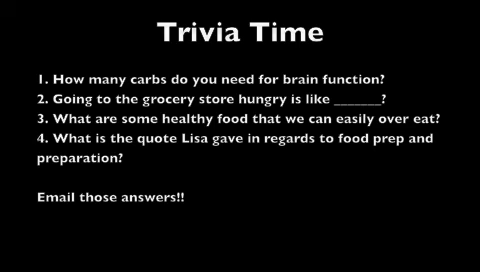 Trivia Time
1. How many carbs do you need for brain function?
2. Going to the grocery store hungry is like _______?
3. What are some healthy food that we can easily over eat?
4. What is the quote Lisa gave in regards to food prep and
preparation?
Email those answers!!